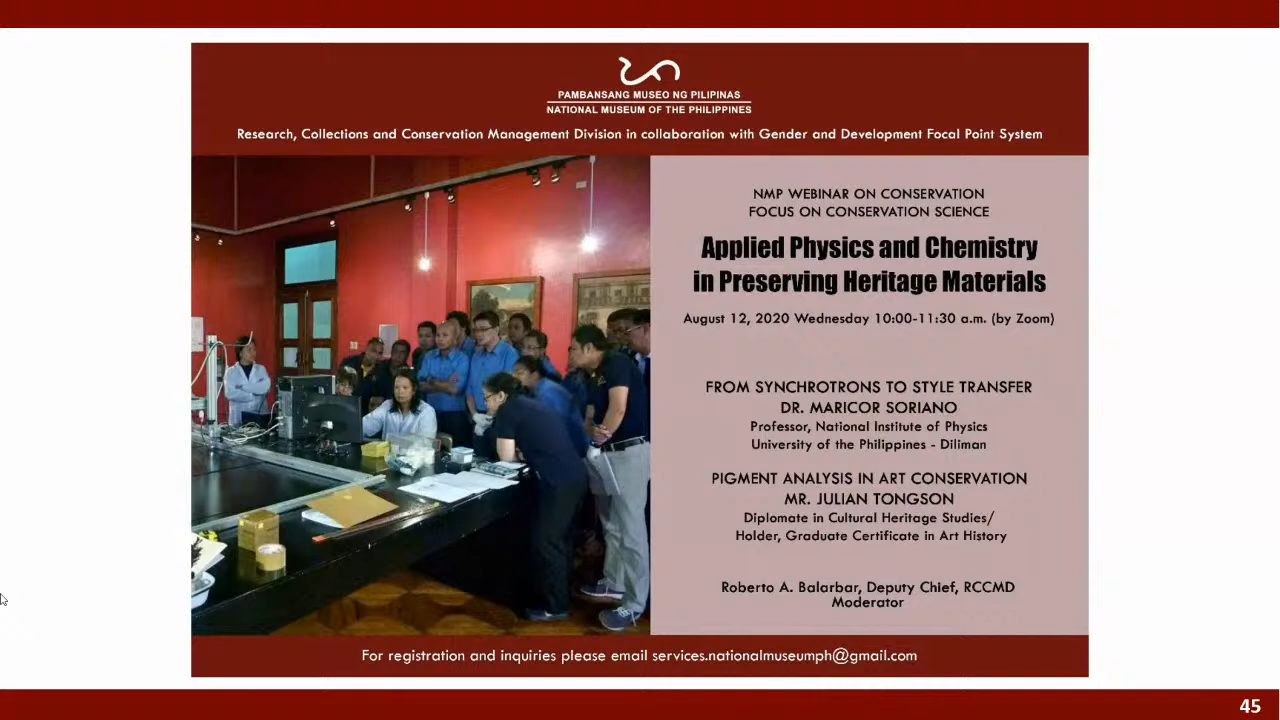 PAMBANSANG MUSEO NG PILIPINAS
NATIONAL MUSEUM OF THE PHILIPPINES
Research, Collections and Conservation Management Division in collaboration with Gender and Development Focal Point System
NMP WEBINAR ON CONSERVATION
FOCUS ON CONSERVATION SCIENCE
Applied Physics and Chemistry
in Preserving Heritage Materials
August 12, 2020 Wednesday 10:00-11:30 a.m. (by Zoom)
FROM SYNCHROTRONS TO STYLE TRANSFER
DR. MARICOR SORIANO
Professor, National Institute of Physics
University of the Philippines - Diliman
PIGMENT ANALYSIS IN ART CONSERVATION
MR. JULIAN TONGSON
Diplomate in Cultural Heritage Studies/
Holder, Graduate Certificate in Art History
Roberto A. Balarbar, Deputy Chief, RCCMD
Moderator
For registration and inquiries please email services.nationalmuseumph@gmail.com
45